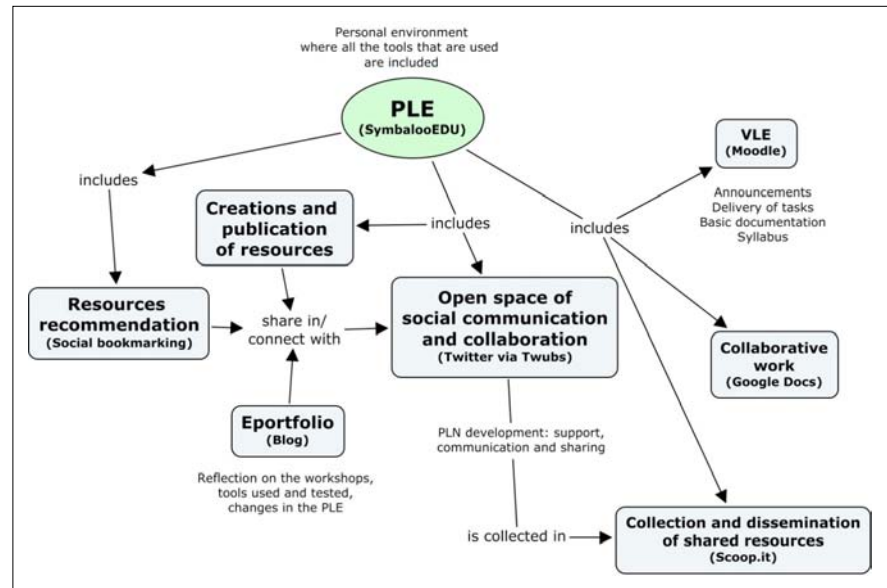 Personal environment
where all the tools that are used
are included
PLE
(SymbalooEDU)
VLE
(Moodle)
includes
Announcements
Delivery of tasks
Basic documentation
Syllabus
Creations and
publication
of resources
includes
includes
Resources
recommendation
(Social bookmarking)
share in/
connect with
Open space of
social communication
and collaboration
(Twitter via Twubs)
Collaborative
work
(Google Docs)
Eportfolio
(Blog)
PLN development: support,
communication and sharing
Reflection on the workshops,
tools used and tested,
changes in the PLE
is collected in
Collection and dissemination
of shared resources
(Scoop.it)